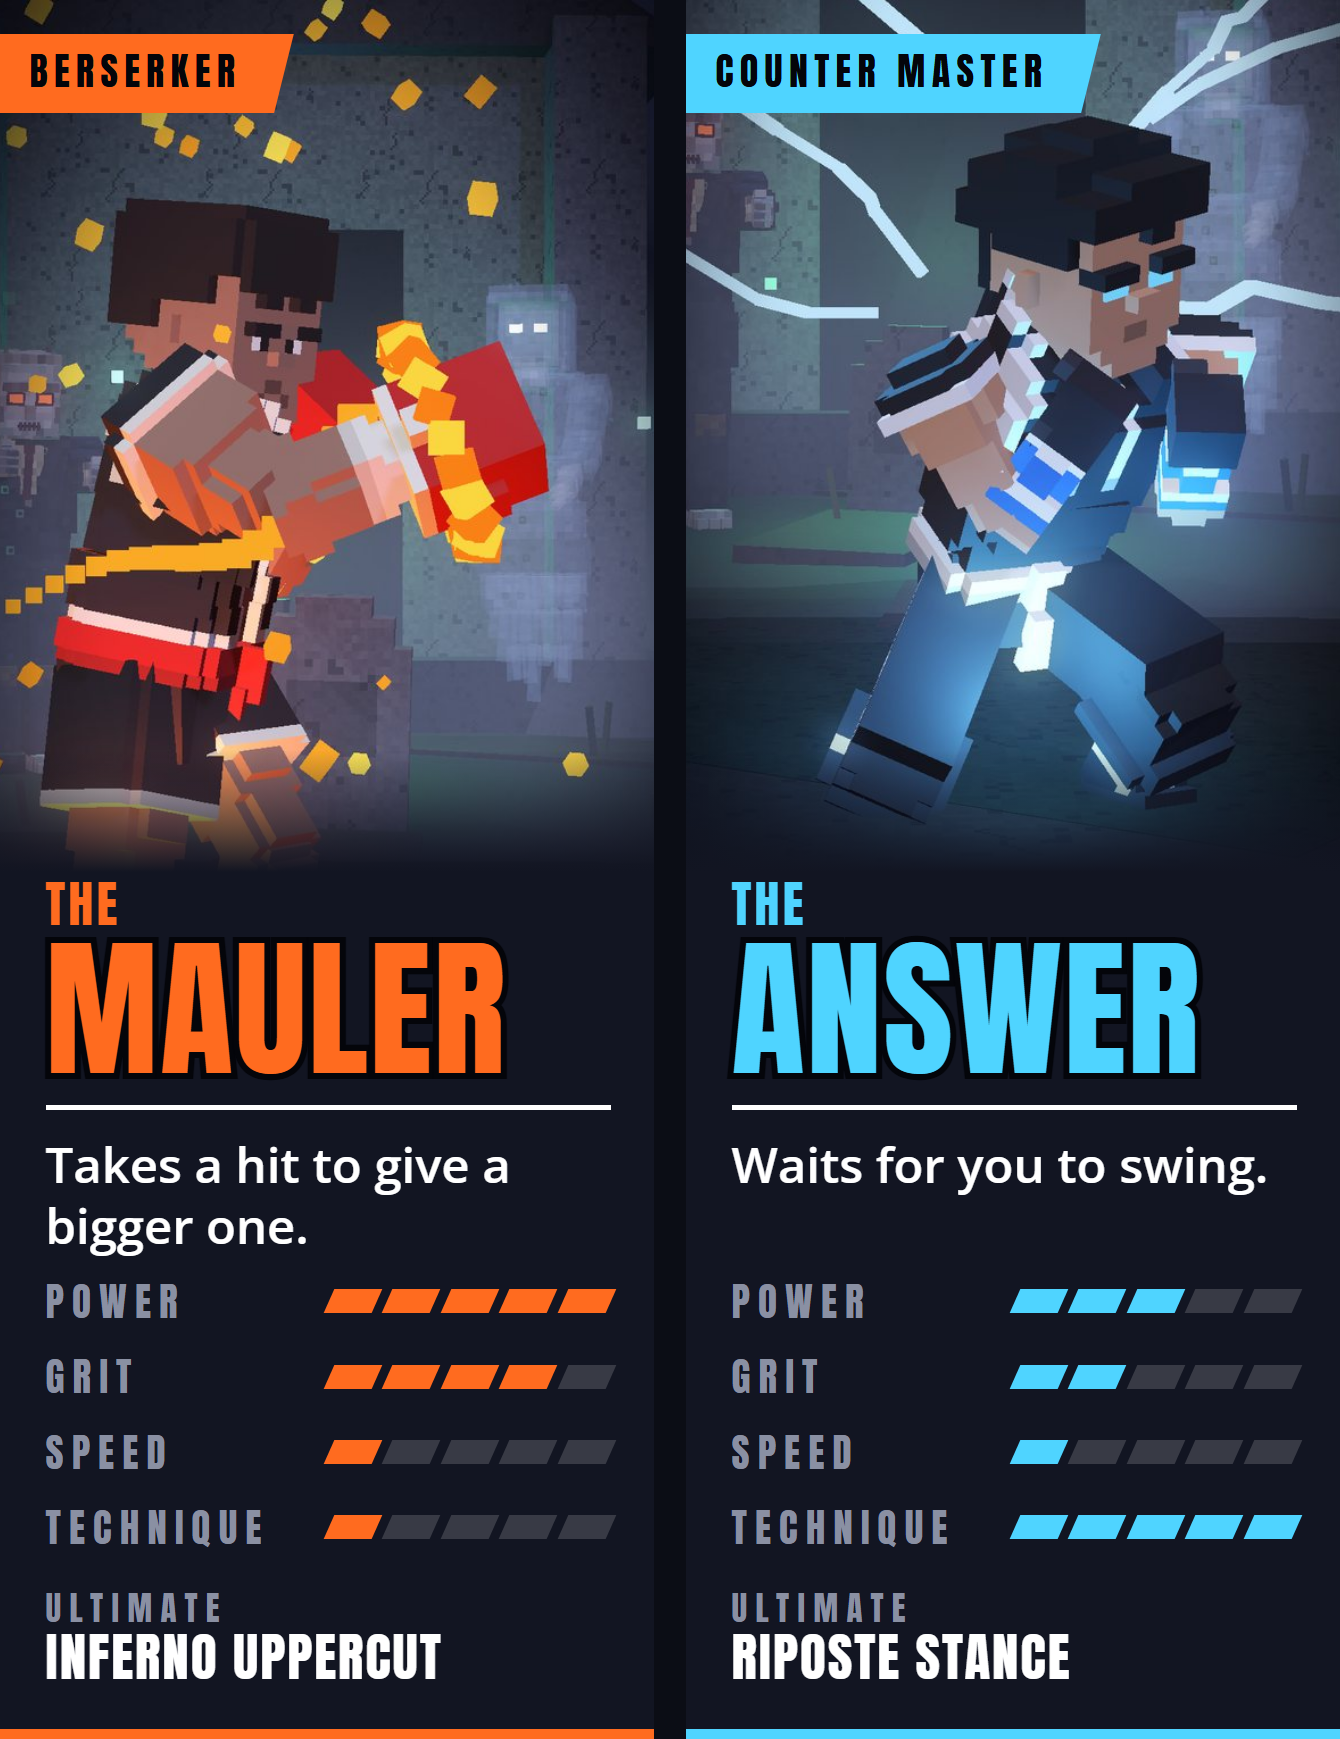 BERSERKER
THE
MAULER
Takes a hit to give a
bigger one.
POWER
GRIT
SPEED
TECHNIQUE
ULTIMATE
INFERNO UPPERCUT
COUNTER MASTER
THE
ANSWER
Waits for you to swing.
POWER
GRIT
SPEED
TECHNIQUE
ULTIMATE
RIPOSTE STANCE